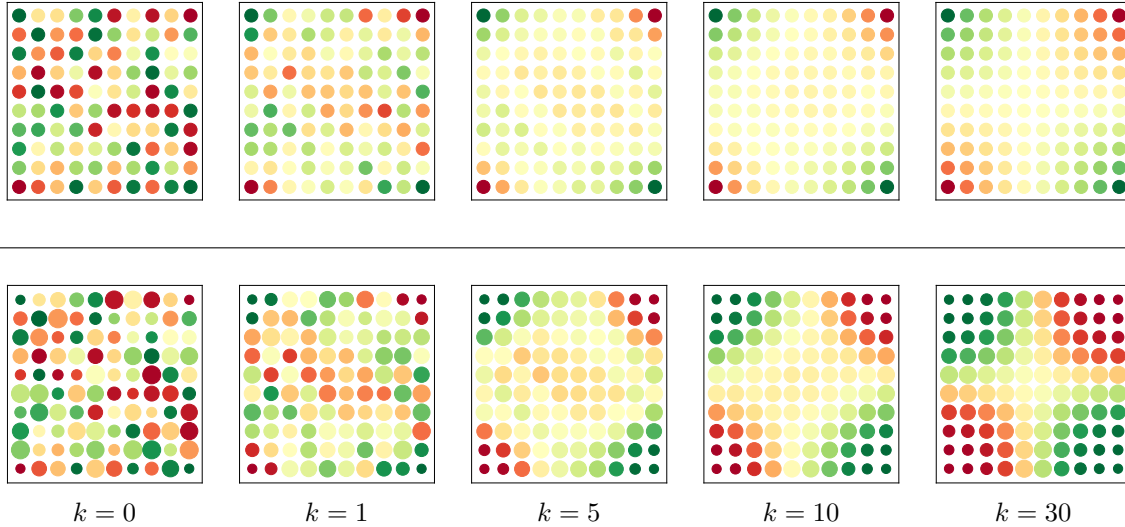 k = 0 k = 1 k = 5 k = 10 k = 30